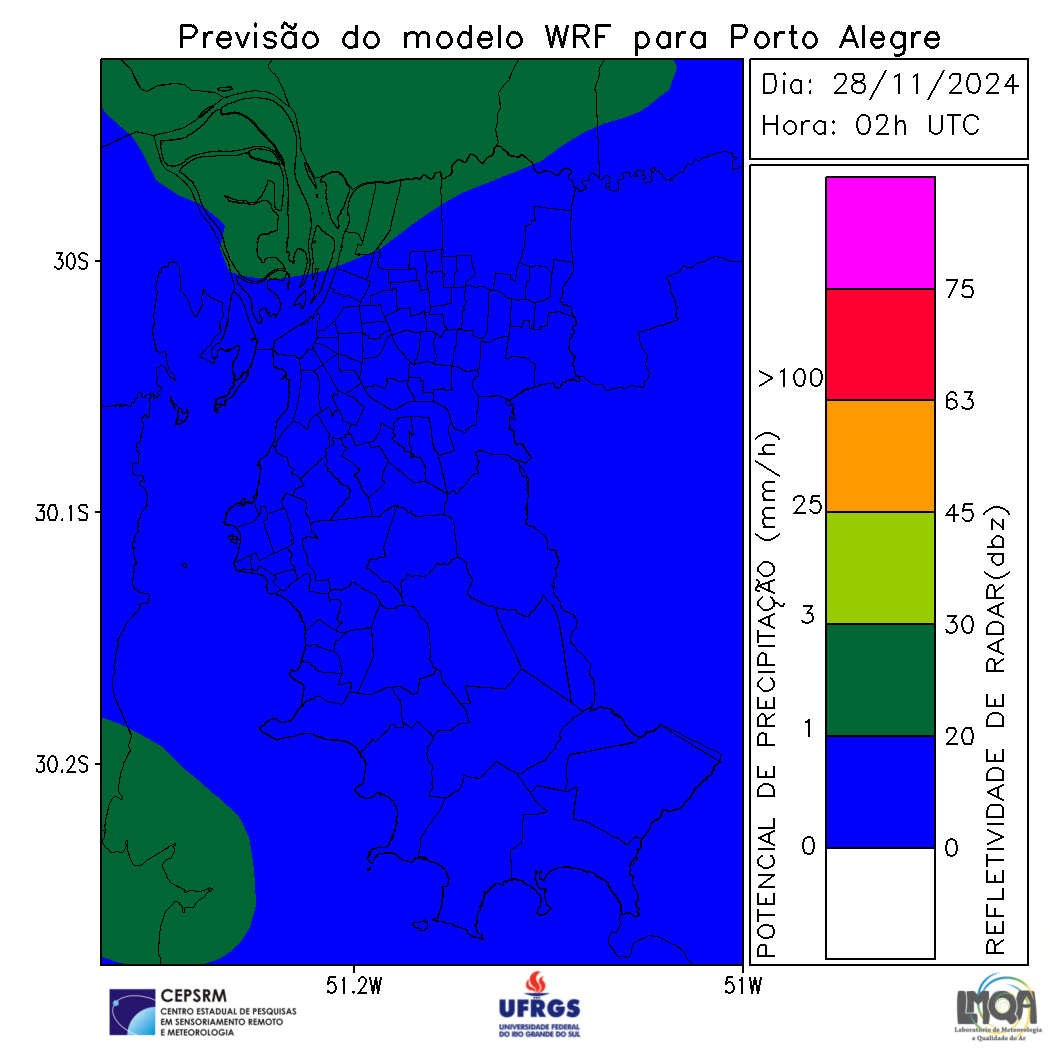 Previsão do modelo WRF para Porto Alegre
Dia: 28/11/2024
Hora: 02h UTC
30S
30.1S
30.2S
51.2W
51W
POTENCIAL DE PRECIPITAÇÃO (mm/h)
>100
25
3
1
0
75
63
45
30
20
0
REFLETIVIDADE DE RADAR(dbz)
CEPSRM
CENTRO ESTADUAL DE PESQUISAS
EM SENSORIAMENTO REMOTO
E METEOROLOGIA
UFRGS
UNIVERSIDADE FEDERAL
DO RIO GRANDE DO SUL
LMQA
Laboratório de Meteorologia
e Qualidade do Ar